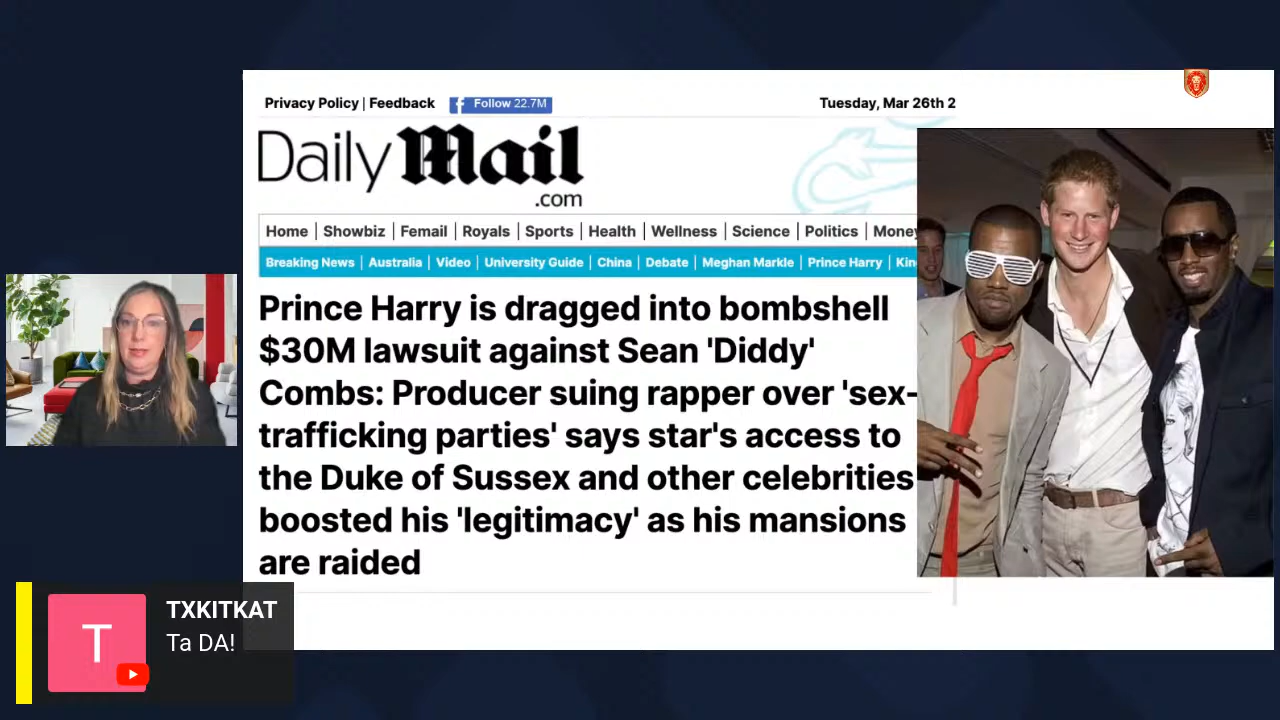 Privacy Policy | Feedback
Follow 22.7M
Tuesday, Mar 26th 2
Daily Mail
.com
Home | Showbiz | Femail | Royals | Sports | Health | Wellness | Science | Politics | Money
Breaking News | Australia | Video | University Guide | China | Debate | Meghan Markle | Prince Harry | Kin
Prince Harry is dragged into bombshell
$30M lawsuit against Sean 'Diddy'
Combs: Producer suing rapper over 'sex-
trafficking parties' says star's access to
the Duke of Sussex and other celebrities
boosted his 'legitimacy' as his mansions
are raided
T
TXKITKAT
Ta DA!